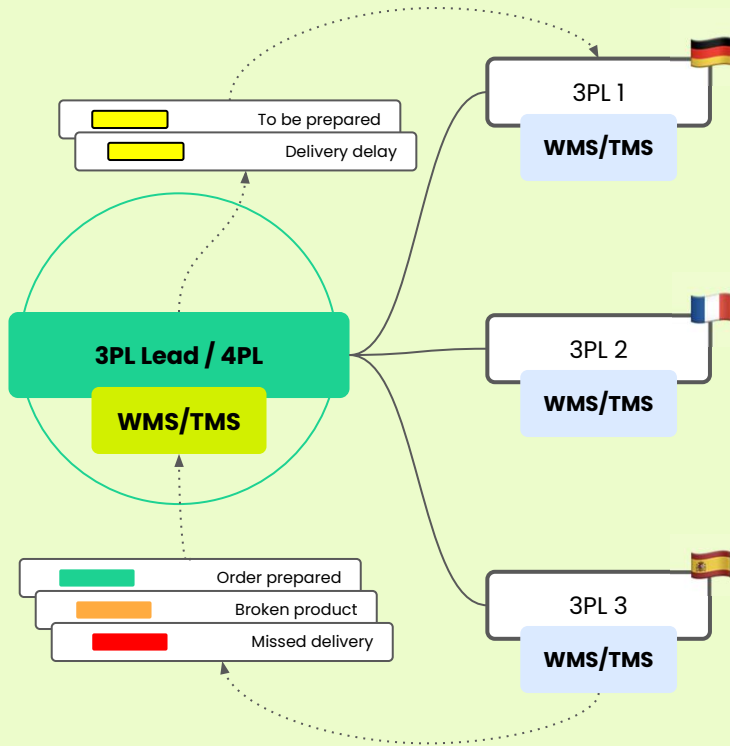 3PL 1
WMS/TMS
To be prepared
Delivery delay
3PL Lead / 4PL
WMS/TMS
3PL 2
WMS/TMS
Order prepared
Broken product
Missed delivery
3PL 3
WMS/TMS